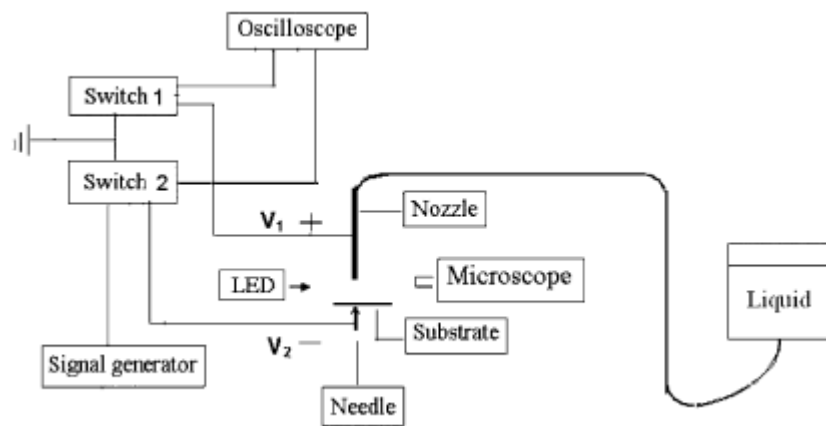 Oscilloscope
Switch 1
Switch 2
V₁ +
Nozzle
LED
Microscope
Liquid
Substrate
V₂ −
Signal generator
Needle